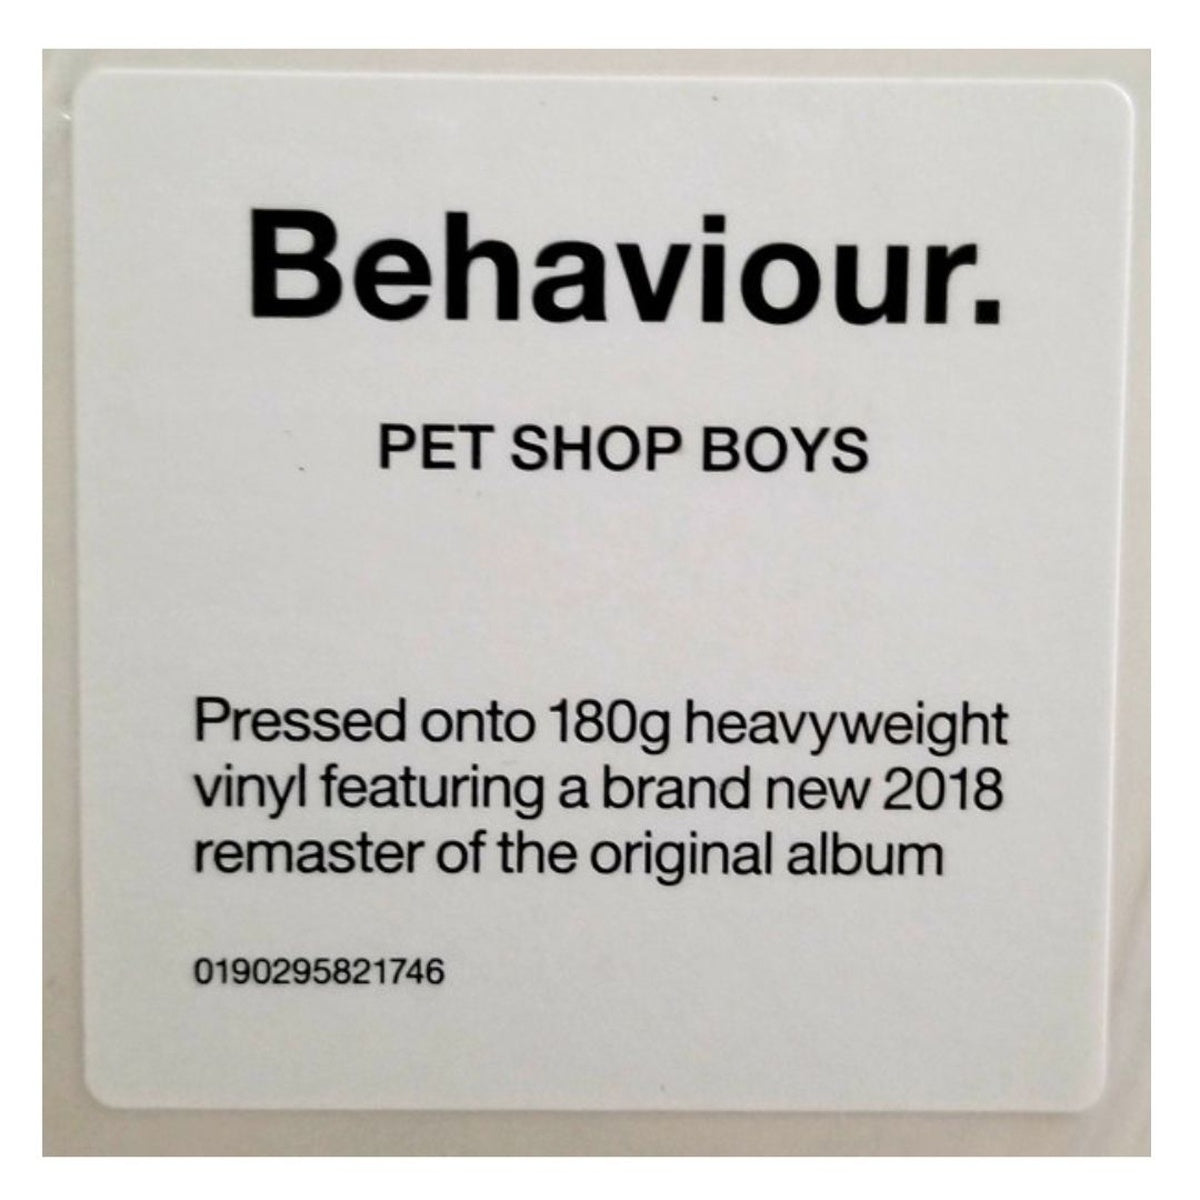 Behaviour.
PET SHOP BOYS
Pressed onto 180g heavyweight
vinyl featuring a brand new 2018
remaster of the original album
0190295821746